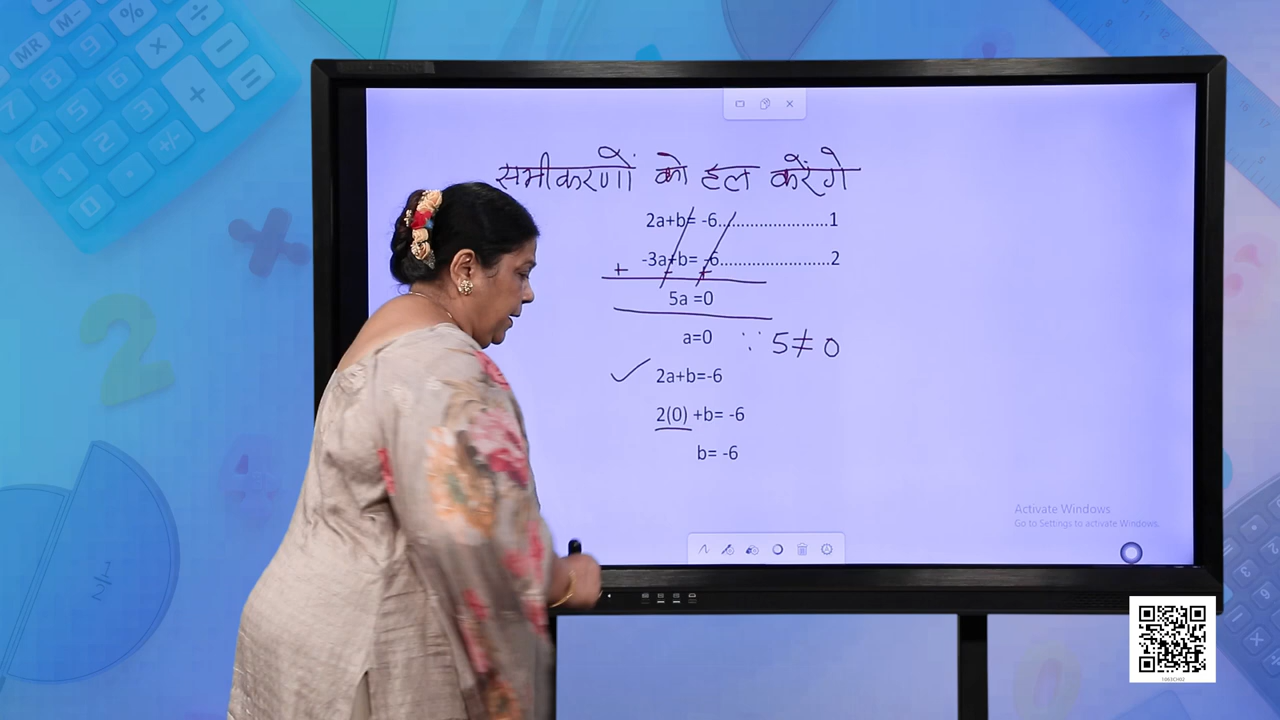 समीकरणों को हल करेंगे
2a+b= -6............................1
-3a+b= -6............................2
+
5a =0
a=0 ∵ 5≠0
✓ 2a+b=-6
2(0) +b= -6
b= -6
Activate Windows
Go to Settings to activate Windows.
1063CH02